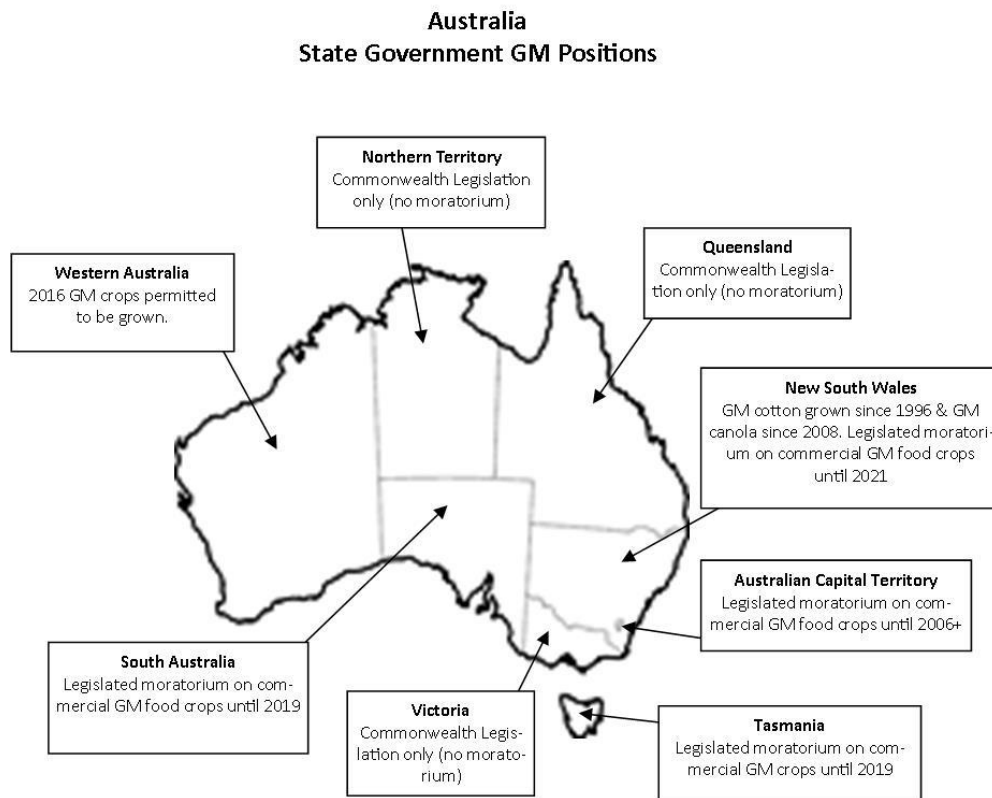 Australia
State Government GM Positions
Northern Territory
Commonwealth Legislation
only (no moratorium)
Queensland
Commonwealth Legisla-
tion only (no moratorium)
Western Australia
2016 GM crops permitted
to be grown.
New South Wales
GM cotton grown since 1996 & GM
canola since 2008. Legislated moratori-
um on commercial GM food crops
until 2021
Australian Capital Territory
Legislated moratorium on com-
mercial GM food crops until 2006+
South Australia
Legislated moratorium on com-
mercial GM food crops until 2019
Victoria
Commonwealth Legis-
lation only (no morato-
rium)
Tasmania
Legislated moratorium on com-
mercial GM crops until 2019